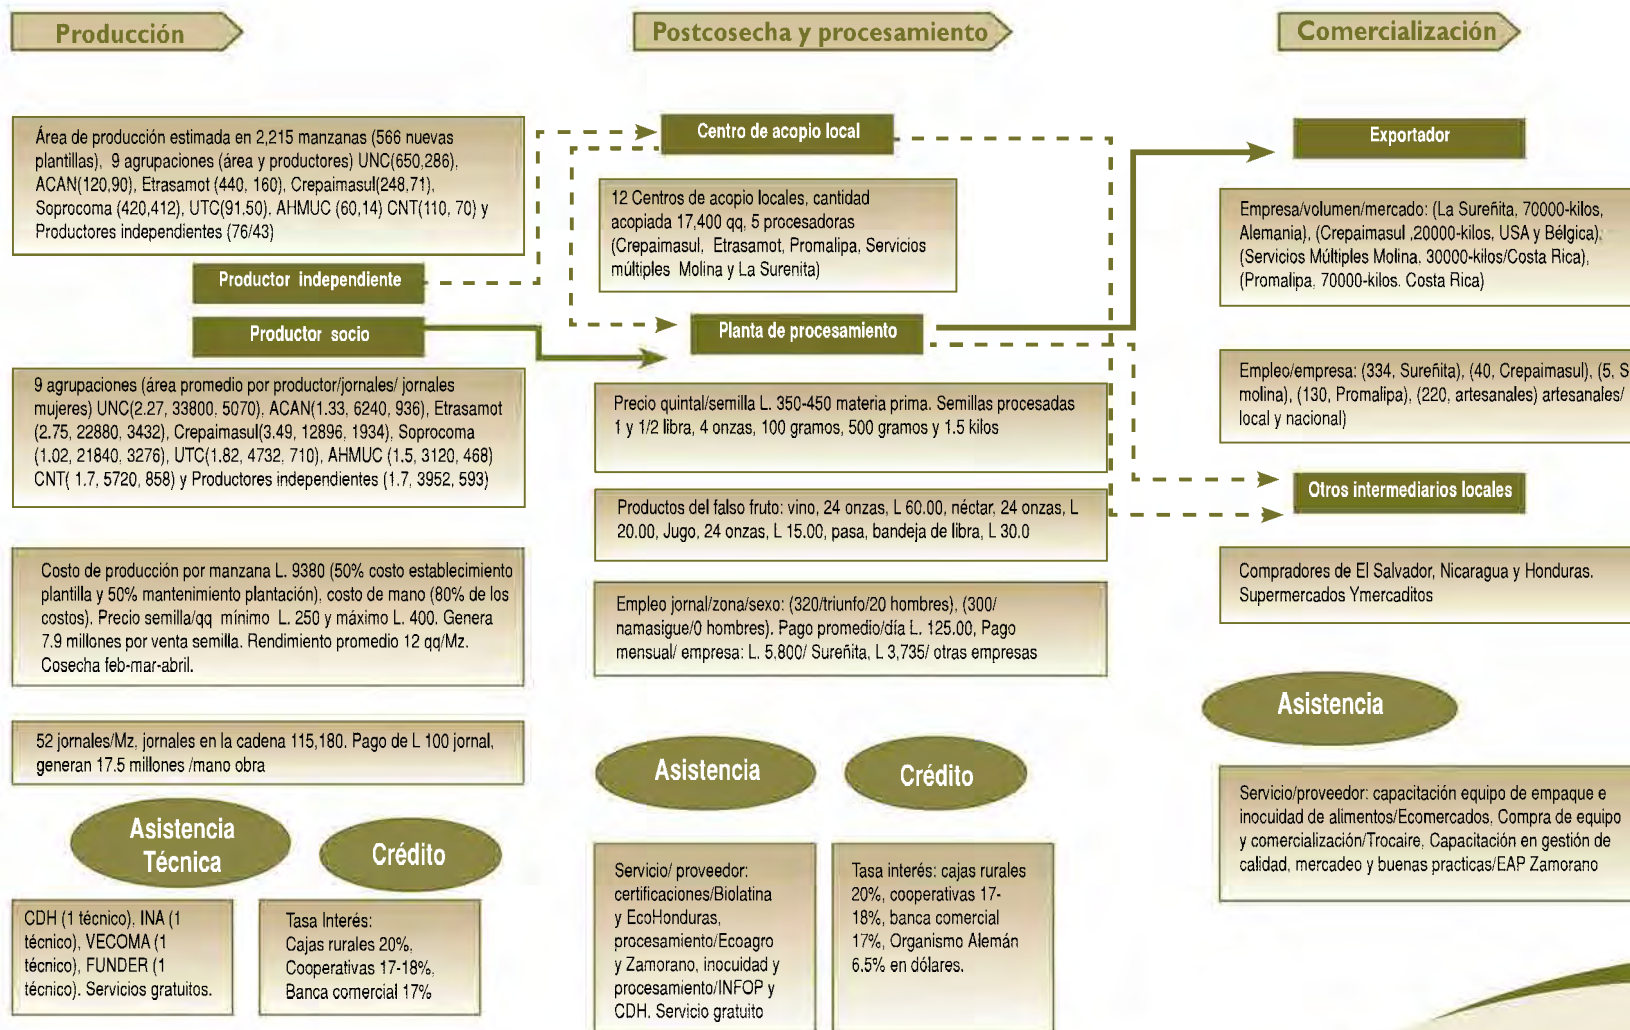 Producción
Postcosecha y procesamiento
Comercialización
Área de producción estimada en 2,215 manzanas (566 nuevas
plantillas), 9 agrupaciones (área y productores) UNC(650,286),
ACAN(120,90), Etrasamot (440, 160), Crepaimasul(248,71),
Soprocoma (420,412), UTC(91.50), AHMUC (60,14) CNT(110, 70) y
Productores independientes (76/43)
Productor independiente
Productor socio
9 agrupaciones (área promedio por productor/jornales/ jornales
mujeres) UNC(2.27, 33800, 5070), ACAN(1.33, 6240, 936), Etrasamot
(2.75, 22880, 3432), Crepaimasul(3.49, 12896, 1934), Soprocoma
(1.02, 21840, 3276), UTC(1.82, 4732, 710), AHMUC (1.5, 3120, 468)
CNT( 1.7, 5720, 858) y Productores independientes (1.7, 3952, 593)
Costo de producción por manzana L. 9380 (50% costo establecimiento
plantilla y 50% mantenimiento plantación), costo de mano (80% de los
costos). Precio semilla/qq mínimo L. 250 y máximo L. 400. Genera
7.9 millones por venta semilla. Rendimiento promedio 12 qq/Mz.
Cosecha feb-mar-abril.
52 jornales/Mz, jornales en la cadena 115,180. Pago de L 100 jornal,
generan 17.5 millones /mano obra
Asistencia
Técnica
Crédito
CDH (1 técnico), INA (1
técnico), VECOMA (1
técnico), FUNDER (1
técnico). Servicios gratuitos.
Tasa Interés:
Cajas rurales 20%,
Cooperativas 17-18%,
Banca comercial 17%
Centro de acopio local
12 Centros de acopio locales, cantidad
acopiada 17,400 qq, 5 procesadoras
(Crepaimasul, Etrasamot, Promalipa, Servicios
múltiples Molina y La Surenita)
Planta de procesamiento
Precio quintal/semilla L. 350-450 materia prima. Semillas procesadas
1 y 1/2 libra, 4 onzas, 100 gramos, 500 gramos y 1.5 kilos
Productos del falso fruto: vino, 24 onzas, L 60.00, néctar, 24 onzas, L
20.00, Jugo, 24 onzas, L 15.00, pasa, bandeja de libra, L 30.0
Empleo jornal/zona/sexo: (320/triunfo/20 hombres), (300/
namasigue/0 hombres). Pago promedio/día L. 125.00, Pago
mensual/ empresa: L. 5,800/ Sureñita, L 3,735/ otras empresas
Asistencia
Crédito
Servicio/ proveedor:
certificaciones/Biolatina
y EcoHonduras,
procesamiento/Ecoagro
y Zamorano, inocuidad y
procesamiento/INFOP y
CDH. Servicio gratuito
Tasa interés: cajas rurales
20%, cooperativas 17-
18%, banca comercial
17%, Organismo Alemán
6.5% en dólares.
Exportador
Empresa/volumen/mercado: (La Sureñita, 70000-kilos,
Alemania), (Crepaimasul ,20000-kilos, USA y Bélgica),
(Servicios Múltiples Molina, 30000-kilos/Costa Rica),
(Promalipa, 70000-kilos. Costa Rica)
Empleo/empresa: (334, Sureñita), (40, Crepaimasul), (5, S
molina), (130, Promalipa), (220, artesanales) artesanales/
local y nacional)
Otros intermediarios locales
Compradores de El Salvador, Nicaragua y Honduras.
Supermercados Ymercaditos
Asistencia
Servicio/proveedor: capacitación equipo de empaque e
inocuidad de alimentos/Ecomercados, Compra de equipo
y comercialización/Trocaire, Capacitación en gestión de
calidad, mercadeo y buenas practicas/EAP Zamorano